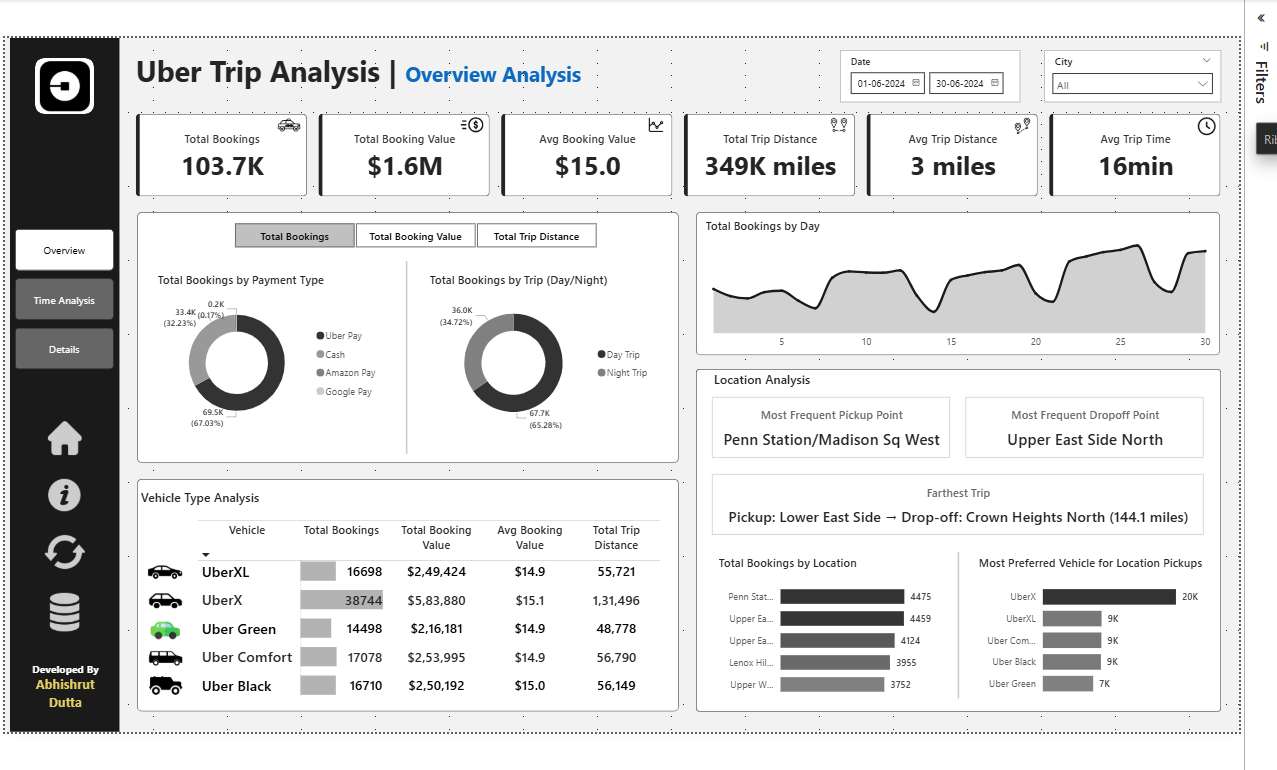 Uber Trip Analysis | Overview Analysis
Date
01-06-2024
30-06-2024
City
All
Filters
Total Bookings
103.7K
Total Booking Value
$1.6M
Avg Booking Value
$15.0
Total Trip Distance
349K miles
Avg Trip Distance
3 miles
Avg Trip Time
16min
Overview
Time Analysis
Details
Developed By
Abhishrut
Dutta
Total Bookings
Total Booking Value
Total Trip Distance
Total Bookings by Payment Type
0.2K
(0.17%)
33.4K
(32.23%)
69.5K
(67.03%)
Uber Pay
Cash
Amazon Pay
Google Pay
Total Bookings by Trip (Day/Night)
36.0K
(34.72%)
67.7K
(65.28%)
Day Trip
Night Trip
Total Bookings by Day
5 10 15 20 25 30
Vehicle Type Analysis
Vehicle Total Bookings Total Booking Value Avg Booking Value Total Trip Distance
UberXL 16698 $2,49,424 $14.9 55,721
UberX 38744 $5,83,880 $15.1 1,31,496
Uber Green 14498 $2,16,181 $14.9 48,778
Uber Comfort 17078 $2,53,995 $14.9 56,790
Uber Black 16710 $2,50,192 $15.0 56,149
Location Analysis
Most Frequent Pickup Point
Penn Station/Madison Sq West
Most Frequent Dropoff Point
Upper East Side North
Farthest Trip
Pickup: Lower East Side → Drop-off: Crown Heights North (144.1 miles)
Total Bookings by Location
Penn Stat... 4475
Upper Ea... 4459
Upper Ea... 4124
Lenox Hil... 3955
Upper W... 3752
Most Preferred Vehicle for Location Pickups
UberX 20K
UberXL 9K
Uber Com... 9K
Uber Black 9K
Uber Green 7K